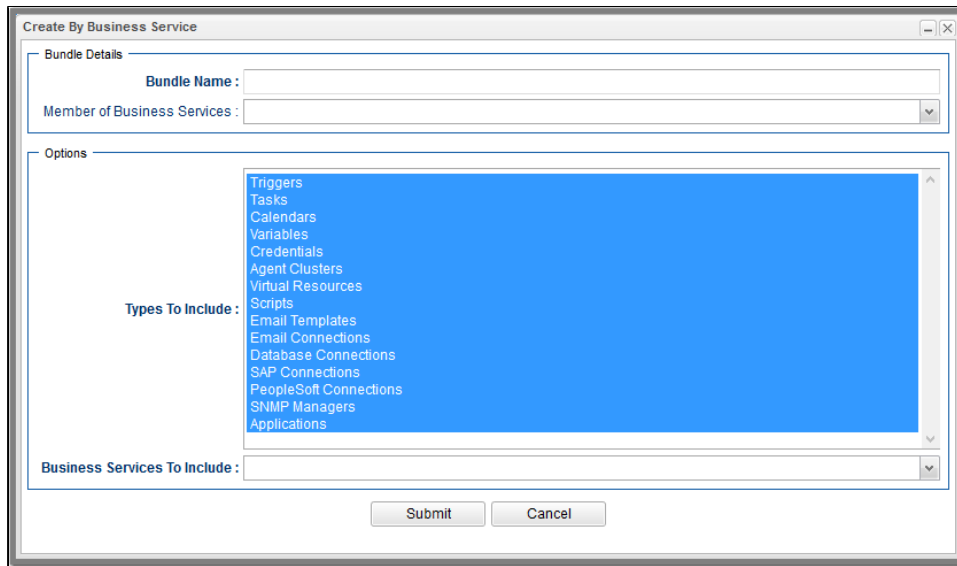 Create By Business Service
Bundle Details
Bundle Name :
Member of Business Services :
Options
Types To Include :
Triggers
Tasks
Calendars
Variables
Credentials
Agent Clusters
Virtual Resources
Scripts
Email Templates
Email Connections
Database Connections
SAP Connections
PeopleSoft Connections
SNMP Managers
Applications
Business Services To Include :
Submit Cancel